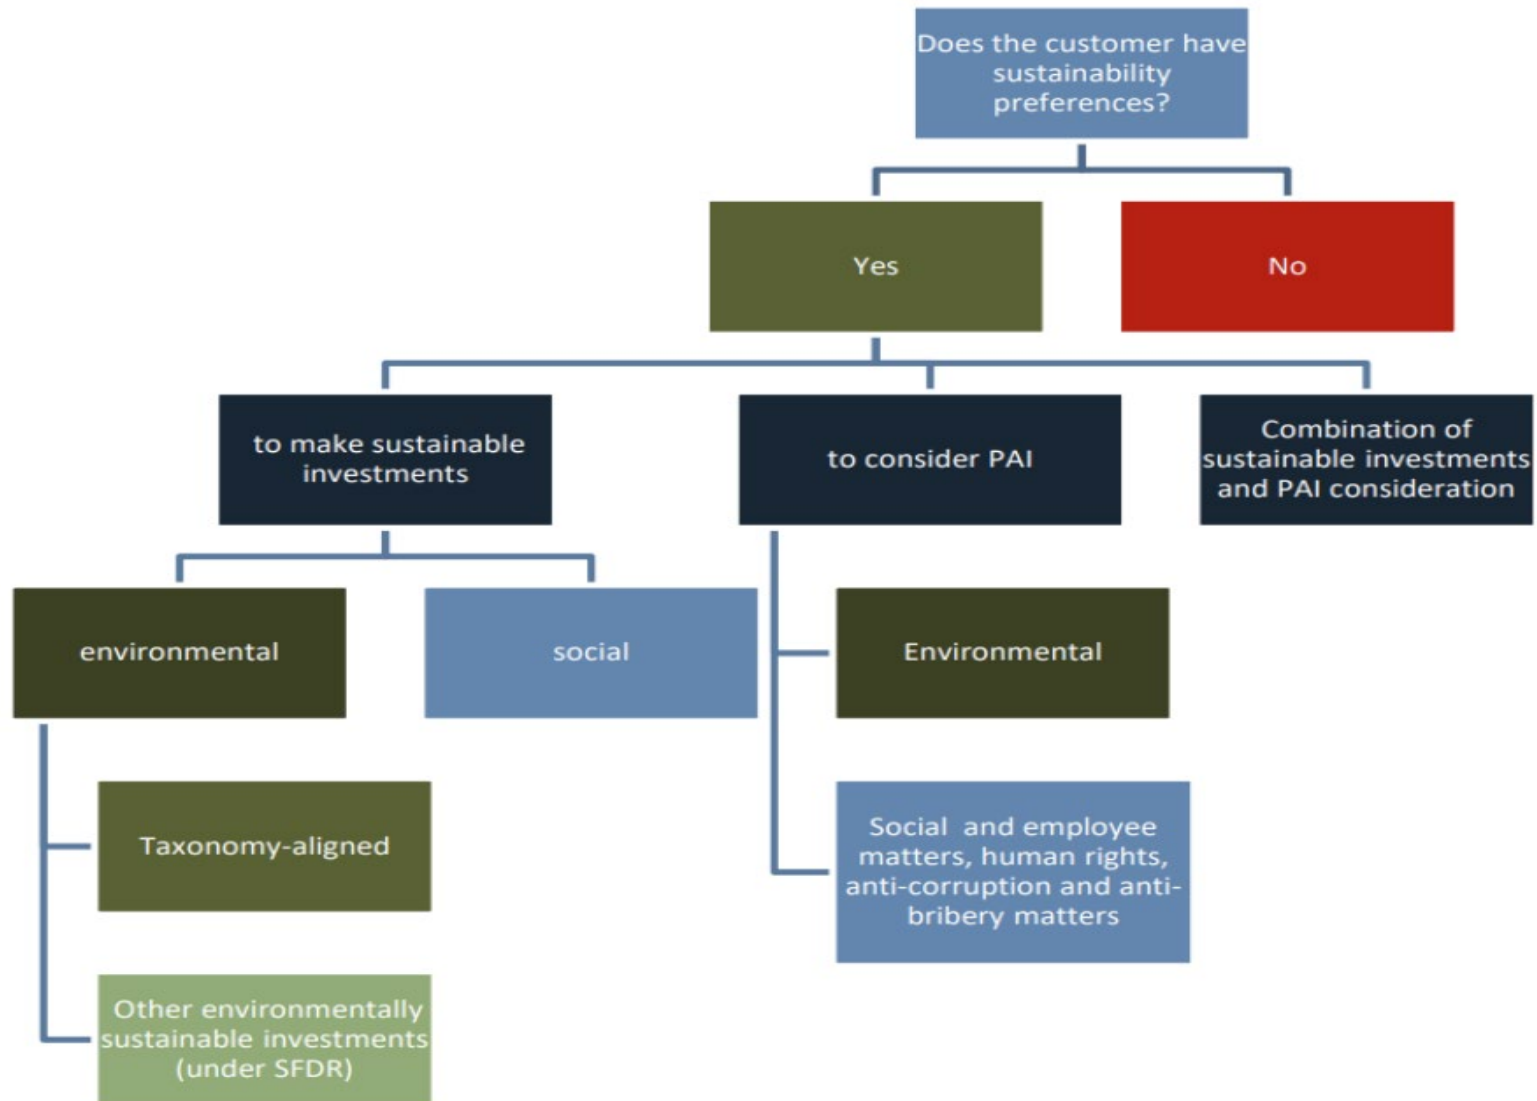 Does the customer have
sustainability
preferences?
Yes
No
to make sustainable
investments
to consider PAI
Combination of
sustainable investments
and PAI consideration
environmental
social
Environmental
Taxonomy-aligned
Social and employee
matters, human rights,
anti-corruption and anti-
bribery matters
Other environmentally
sustainable investments
(under SFDR)